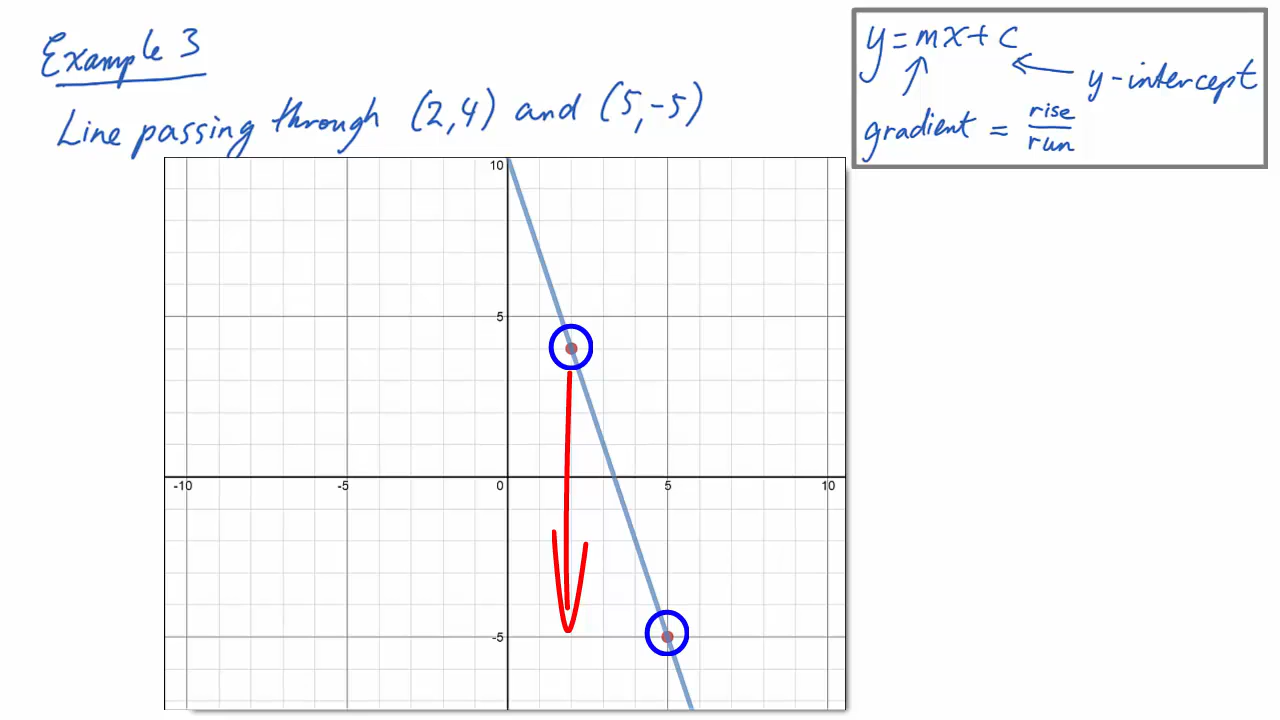 Example 3
Line passing through (2,4) and (5,-5)
y = mx + c
y-intercept
gradient = rise/run
10
5
-10
-5
0
5
10
-5